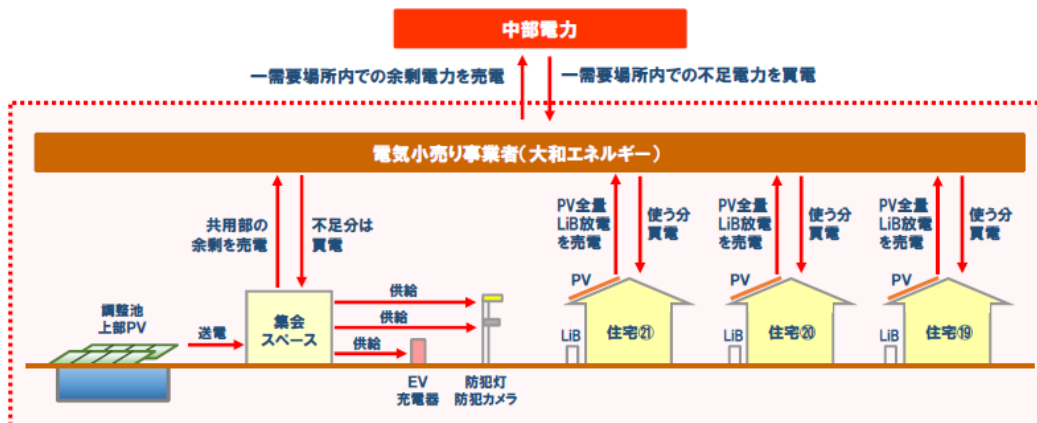 中部電力
一需要場所内での余剰電力を売電
一需要場所内での不足電力を買電
電気小売り事業者（大和エネルギー）
共用部の
余剰を売電
不足分は
買電
PV全量
LiB放電
を売電
使う分
買電
PV全量
LiB放電
を売電
使う分
買電
PV全量
LiB放電
を売電
使う分
買電
調整池
上部PV
送電
集会
スペース
供給
供給
供給
EV
充電器
防犯灯
防犯カメラ
PV
LiB
住宅㉑
PV
LiB
住宅⑳
PV
LiB
住宅⑲